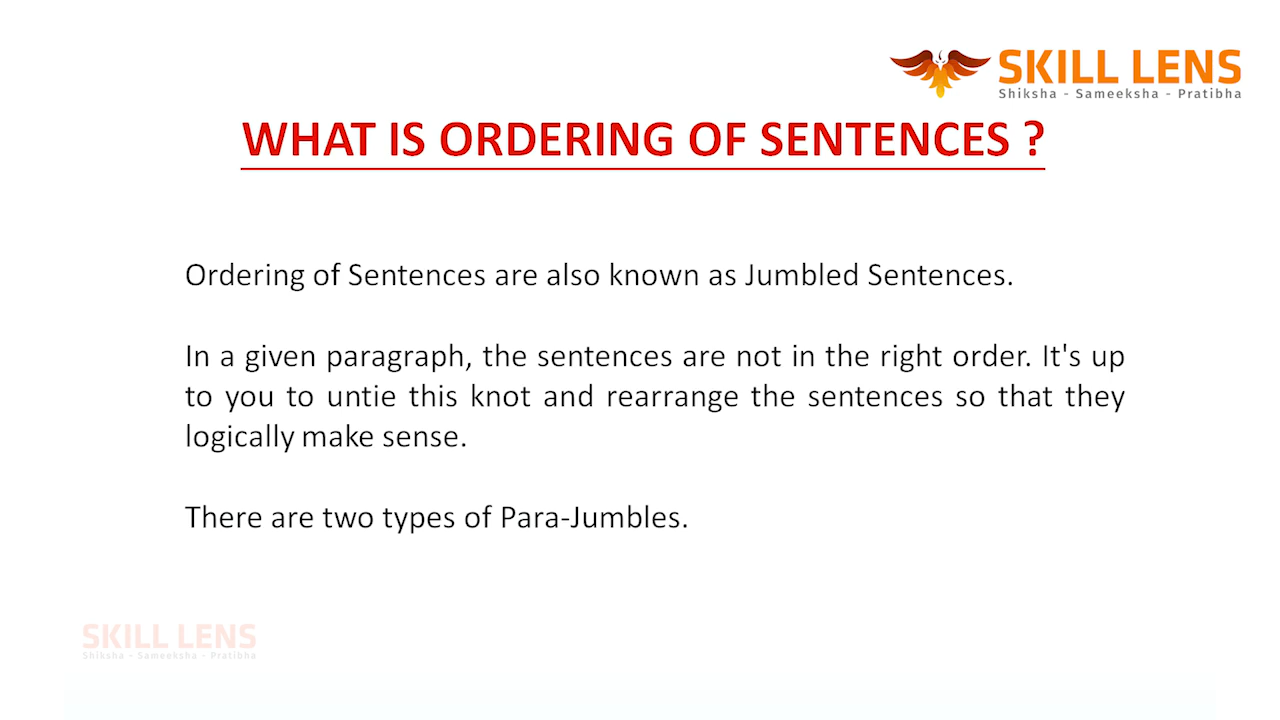 SKILL LENS
Shiksha - Sameeksha - Pratibha
WHAT IS ORDERING OF SENTENCES ?
Ordering of Sentences are also known as Jumbled Sentences.
In a given paragraph, the sentences are not in the right order. It's up
to you to untie this knot and rearrange the sentences so that they
logically make sense.
There are two types of Para-Jumbles.
SKILL LENS
Shiksha - Sameeksha - Pratibha